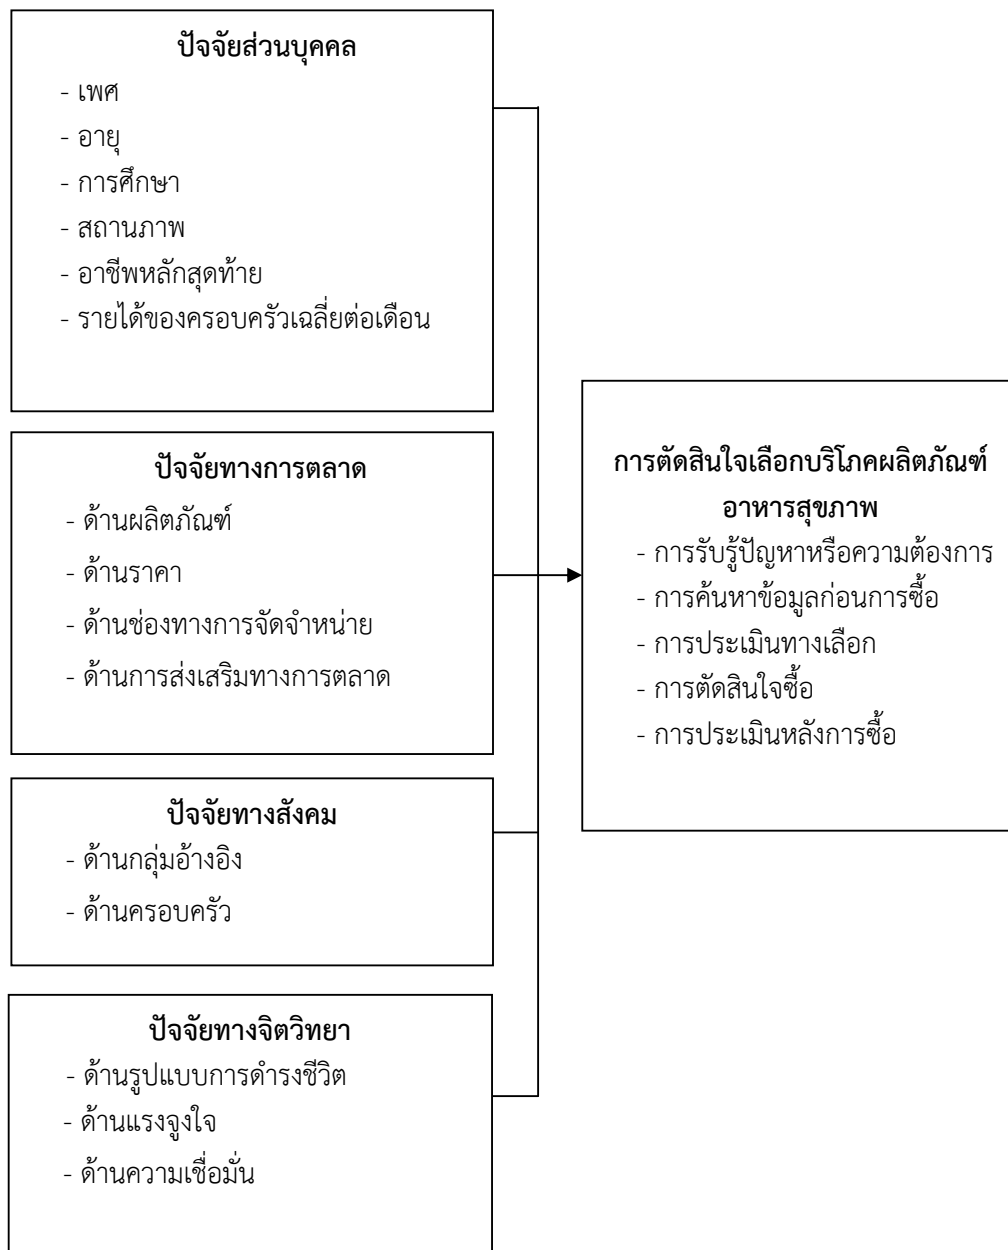 ปัจจัยส่วนบุคคล
- เพศ
- อายุ
- การศึกษา
- สถานภาพ
- อาชีพหลักสุดท้าย
- รายได้ของครอบครัวเฉลี่ยต่อเดือน
ปัจจัยทางการตลาด
- ด้านผลิตภัณฑ์
- ด้านราคา
- ด้านช่องทางการจัดจำหน่าย
- ด้านการส่งเสริมทางการตลาด
ปัจจัยทางสังคม
- ด้านกลุ่มอ้างอิง
- ด้านครอบครัว
ปัจจัยทางจิตวิทยา
- ด้านรูปแบบการดำรงชีวิต
- ด้านแรงจูงใจ
- ด้านความเชื่อมั่น
การตัดสินใจเลือกบริโภคผลิตภัณฑ์
อาหารสุขภาพ
- การรับรู้ปัญหาหรือความต้องการ
- การค้นหาข้อมูลก่อนการซื้อ
- การประเมินทางเลือก
- การตัดสินใจซื้อ
- การประเมินหลังการซื้อ